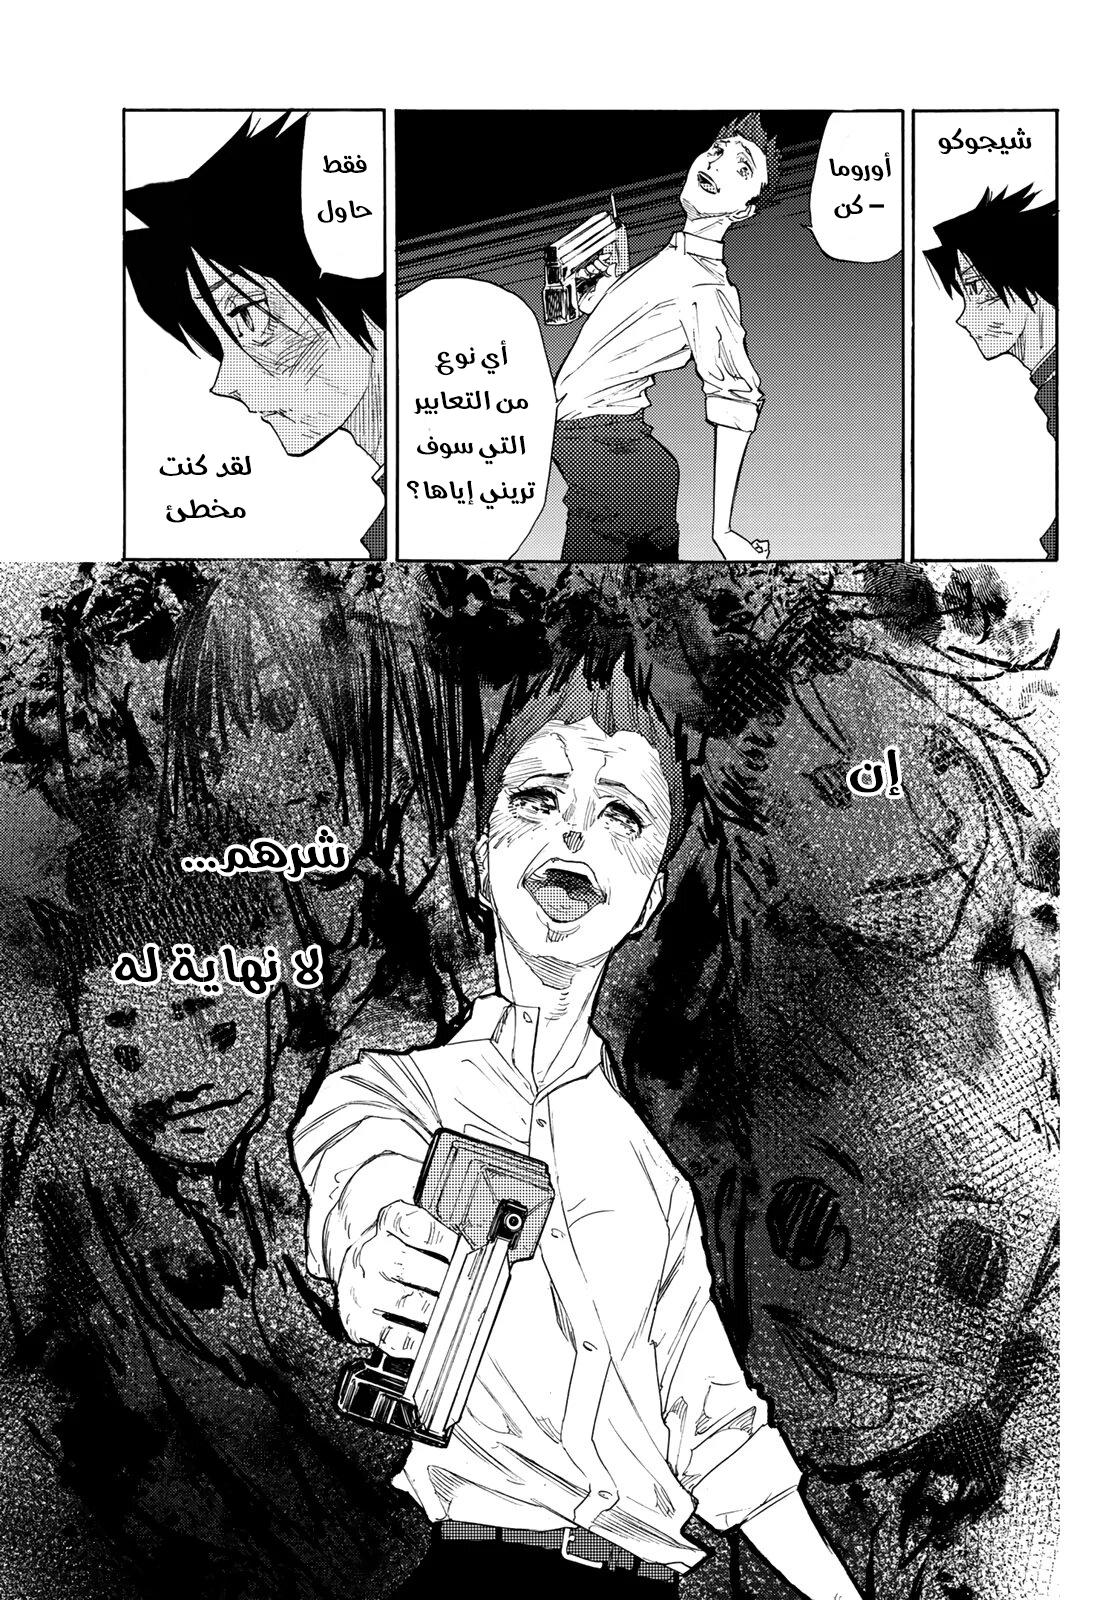 شيجوكو
أوروما
– كن
أي نوع
من التعابير
التي سوف
تريني إياها؟
فقط
حاول
لقد كنت
مخطئ
إن
شرهم...
لا نهاية له